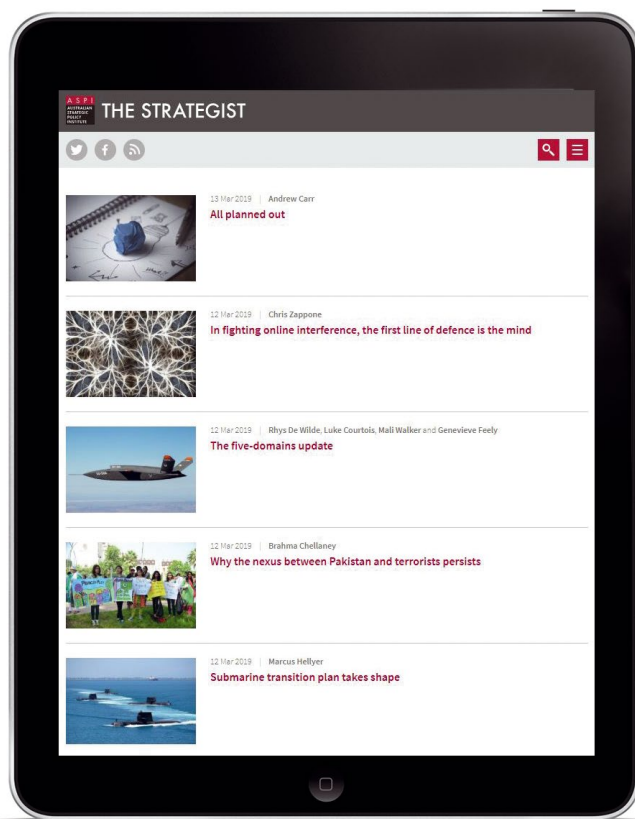 ASPI
AUSTRALIAN
STRATEGIC
POLICY
INSTITUTE
THE STRATEGIST
13 Mar 2019 | Andrew Carr
All planned out
12 Mar 2019 | Chris Zappone
In fighting online interference, the first line of defence is the mind
12 Mar 2019 | Rhys De Wilde, Luke Courtois, Mali Walker and Genevieve Feely
The five-domains update
12 Mar 2019 | Brahma Chellaney
Why the nexus between Pakistan and terrorists persists
12 Mar 2019 | Marcus Hellyer
Submarine transition plan takes shape